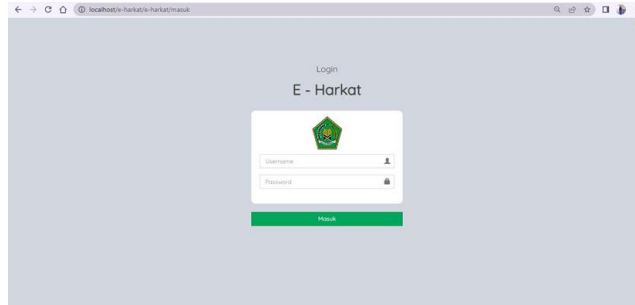 localhost/e-harkat/e-harkat/masuk
Login
E - Harkat
Username
Password
Masuk